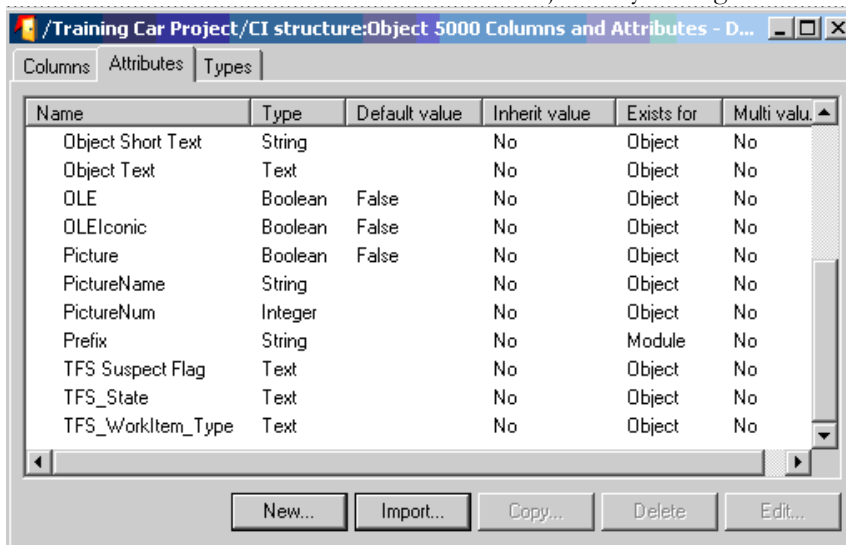 /Training Car Project/CI structure:Object 5000 Columns and Attributes - D...
Columns Attributes Types
Name Type Default value Inherit value Exists for Multi valu.
Object Short Text String No Object No
Object Text Text No Object No
OLE Boolean False No Object No
OLEIconic Boolean False No Object No
Picture Boolean False No Object No
PictureName String No Object No
PictureNum Integer No Object No
Prefix String No Module No
TFS Suspect Flag Text No Object No
TFS_State Text No Object No
TFS_WorkItem_Type Text No Object No
New... Import... Copy... Delete Edit...